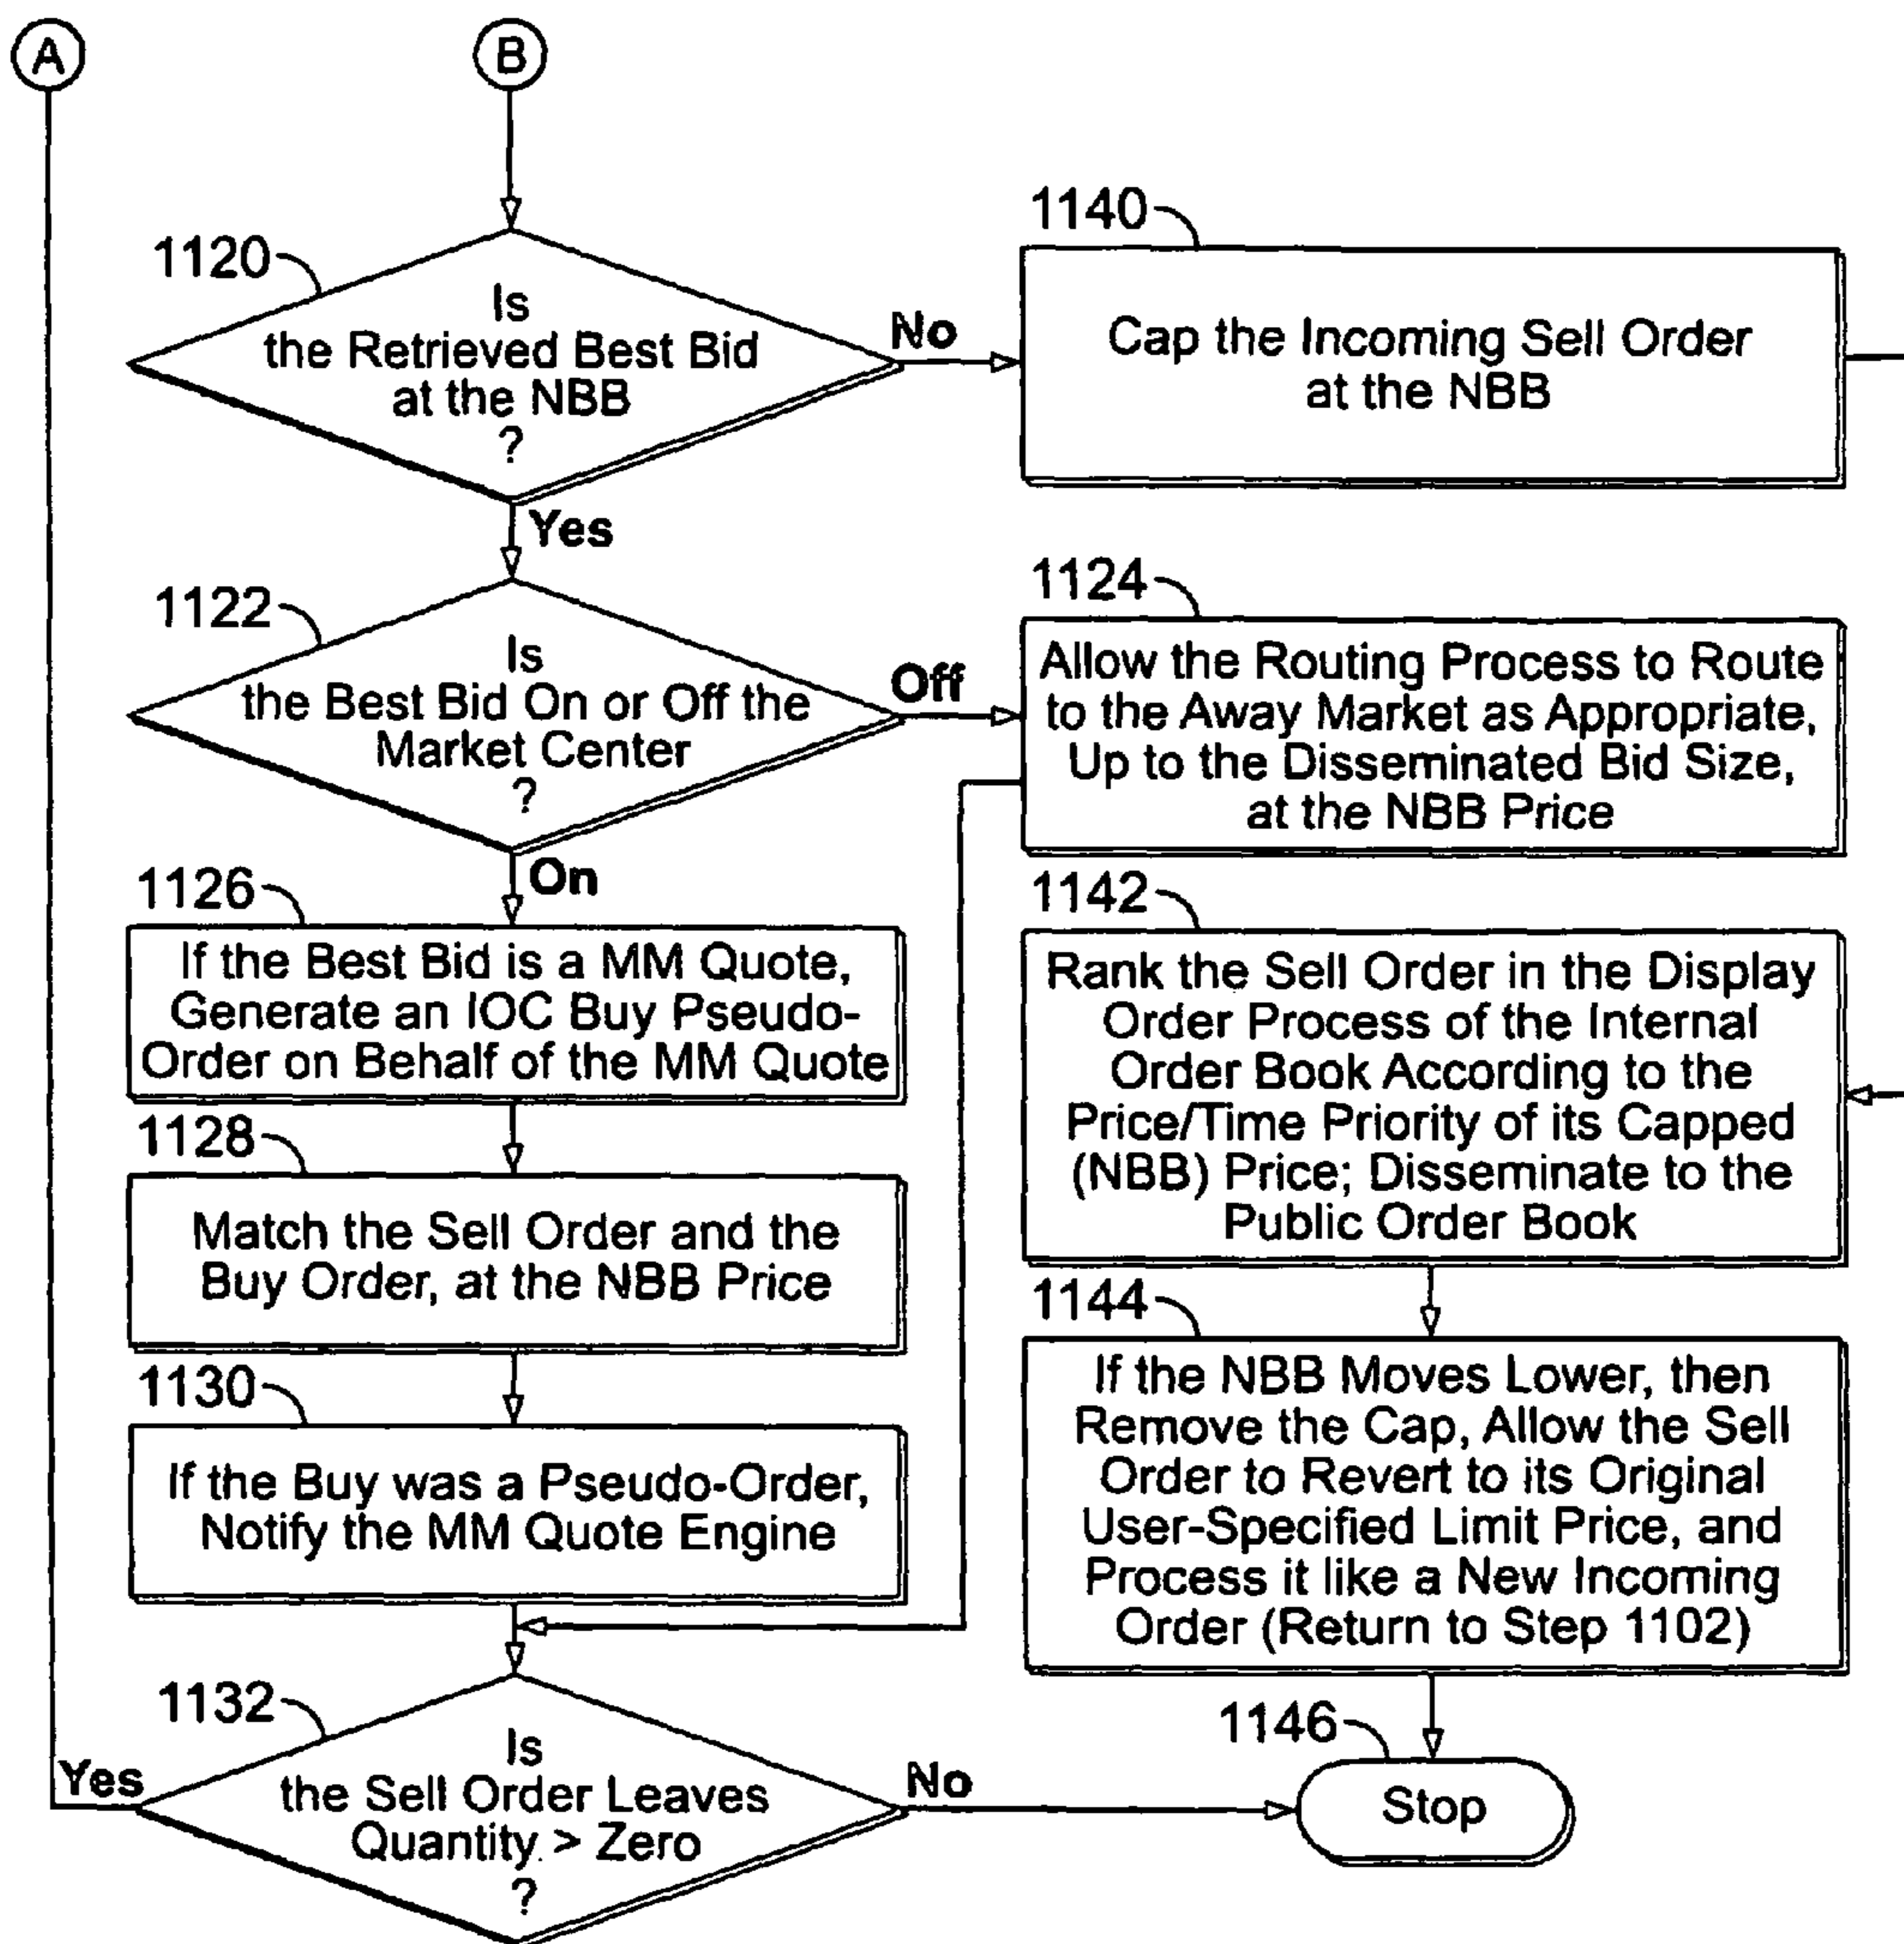 A
B
1120
Is
the Retrieved Best Bid
at the NBB
?
No
Yes
1140
Cap the Incoming Sell Order
at the NBB
1122
Is
the Best Bid On or Off the
Market Center
?
Off
On
1124
Allow the Routing Process to Route
to the Away Market as Appropriate,
Up to the Disseminated Bid Size,
at the NBB Price
1126
If the Best Bid is a MM Quote,
Generate an IOC Buy Pseudo-
Order on Behalf of the MM Quote
1128
Match the Sell Order and the
Buy Order, at the NBB Price
1130
If the Buy was a Pseudo-Order,
Notify the MM Quote Engine
1142
Rank the Sell Order in the Display
Order Process of the Internal
Order Book According to the
Price/Time Priority of its Capped
(NBB) Price; Disseminate to the
Public Order Book
1144
If the NBB Moves Lower, then
Remove the Cap, Allow the Sell
Order to Revert to its Original
User-Specified Limit Price, and
Process it like a New Incoming
Order (Return to Step 1102)
1132
Is
the Sell Order Leaves
Quantity > Zero
?
Yes
No
1146
Stop